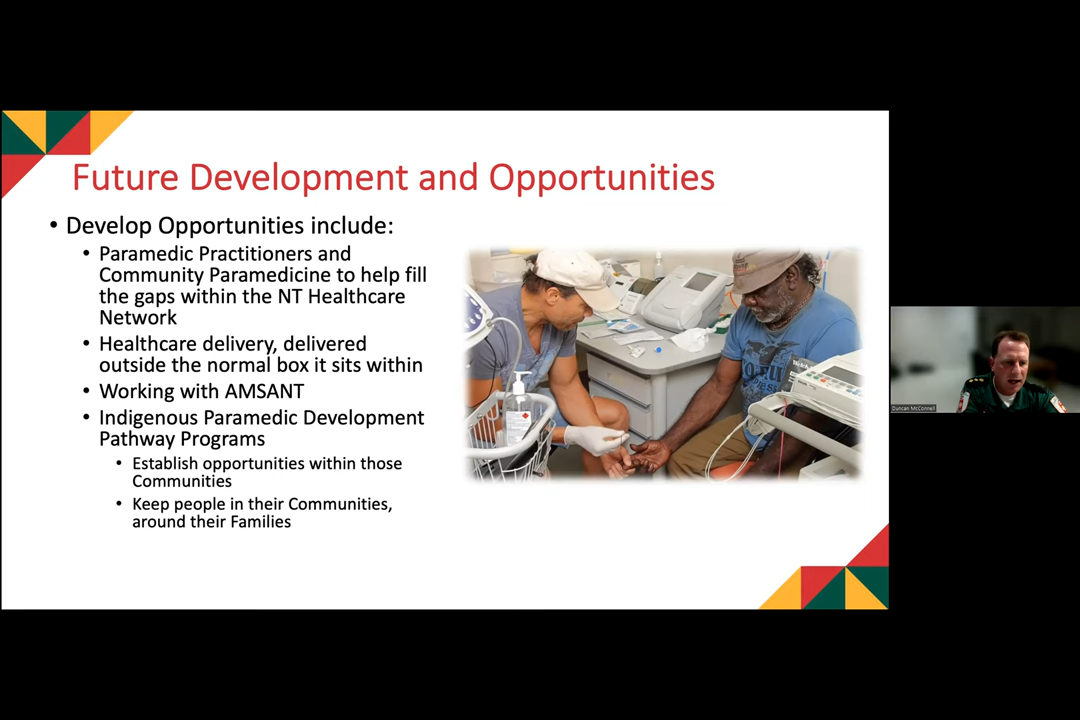 Future Development and Opportunities
• Develop Opportunities include:
• Paramedic Practitioners and
Community Paramedicine to help fill
the gaps within the NT Healthcare
Network
• Healthcare delivery, delivered
outside the normal box it sits within
• Working with AMSANT
• Indigenous Paramedic Development
Pathway Programs
• Establish opportunities within those
Communities
• Keep people in their Communities,
around their Families
Duncan McConnell